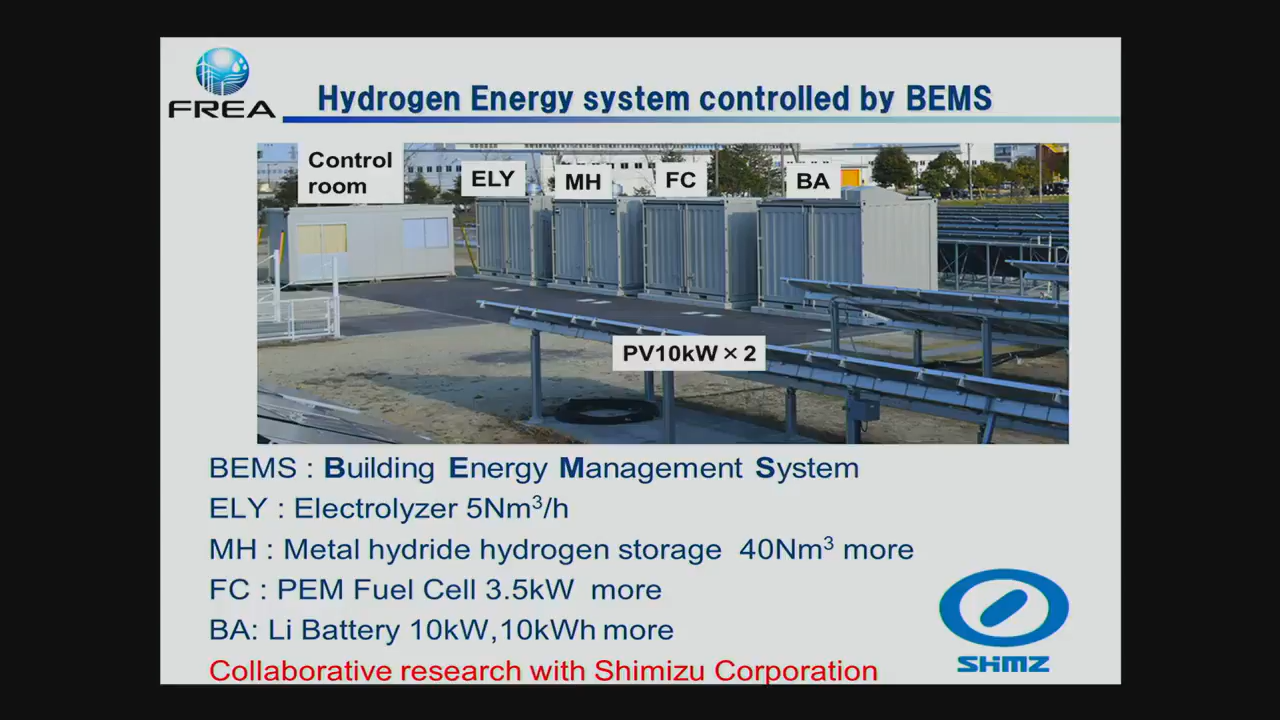 FREA
Hydrogen Energy system controlled by BEMS
Control
room
ELY
MH
FC
BA
PV10kW×2
BEMS : Building Energy Management System
ELY : Electrolyzer 5Nm³/h
MH : Metal hydride hydrogen storage 40Nm³ more
FC : PEM Fuel Cell 3.5kW more
BA: Li Battery 10kW,10kWh more
SHMZ
Collaborative research with Shimizu Corporation